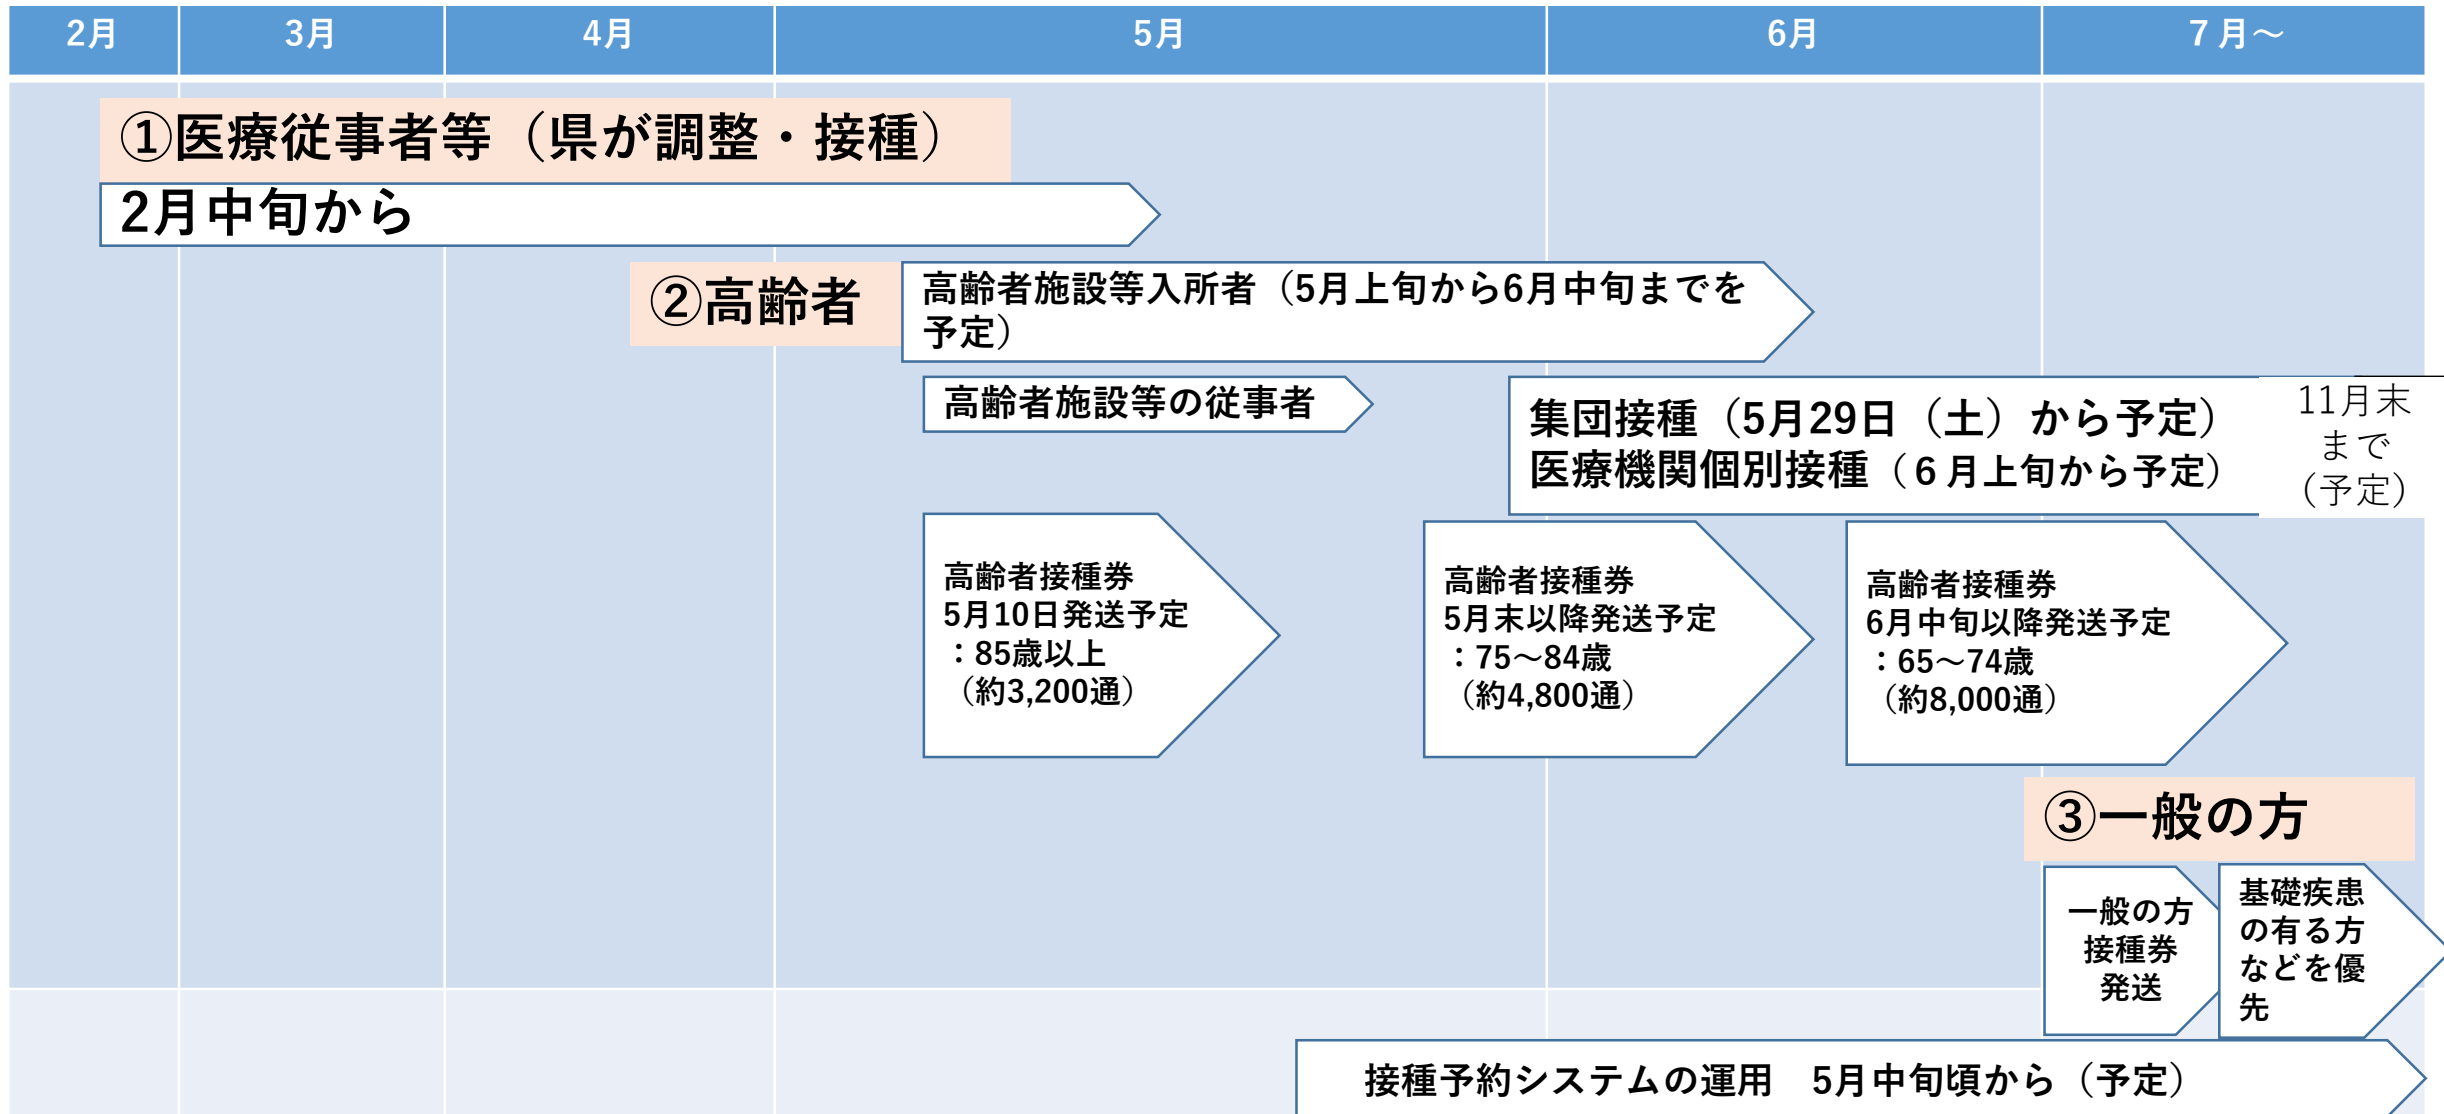 2月
3月
4月
5月
6月
７月～
①医療従事者等（県が調整・接種）
2月中旬から
②高齢者
高齢者施設等入所者（5月上旬から6月中旬までを
予定）
高齢者施設等の従事者
集団接種（5月29日（土）から予定）
医療機関個別接種（６月上旬から予定）
11月末
まで
（予定）
高齢者接種券
5月10日発送予定
：85歳以上
（約3,200通）
高齢者接種券
5月末以降発送予定
：75～84歳
（約4,800通）
高齢者接種券
6月中旬以降発送予定
：65～74歳
（約8,000通）
③一般の方
一般の方
接種券
発送
基礎疾患
の有る方
などを優
先
接種予約システムの運用　5月中旬頃から（予定）